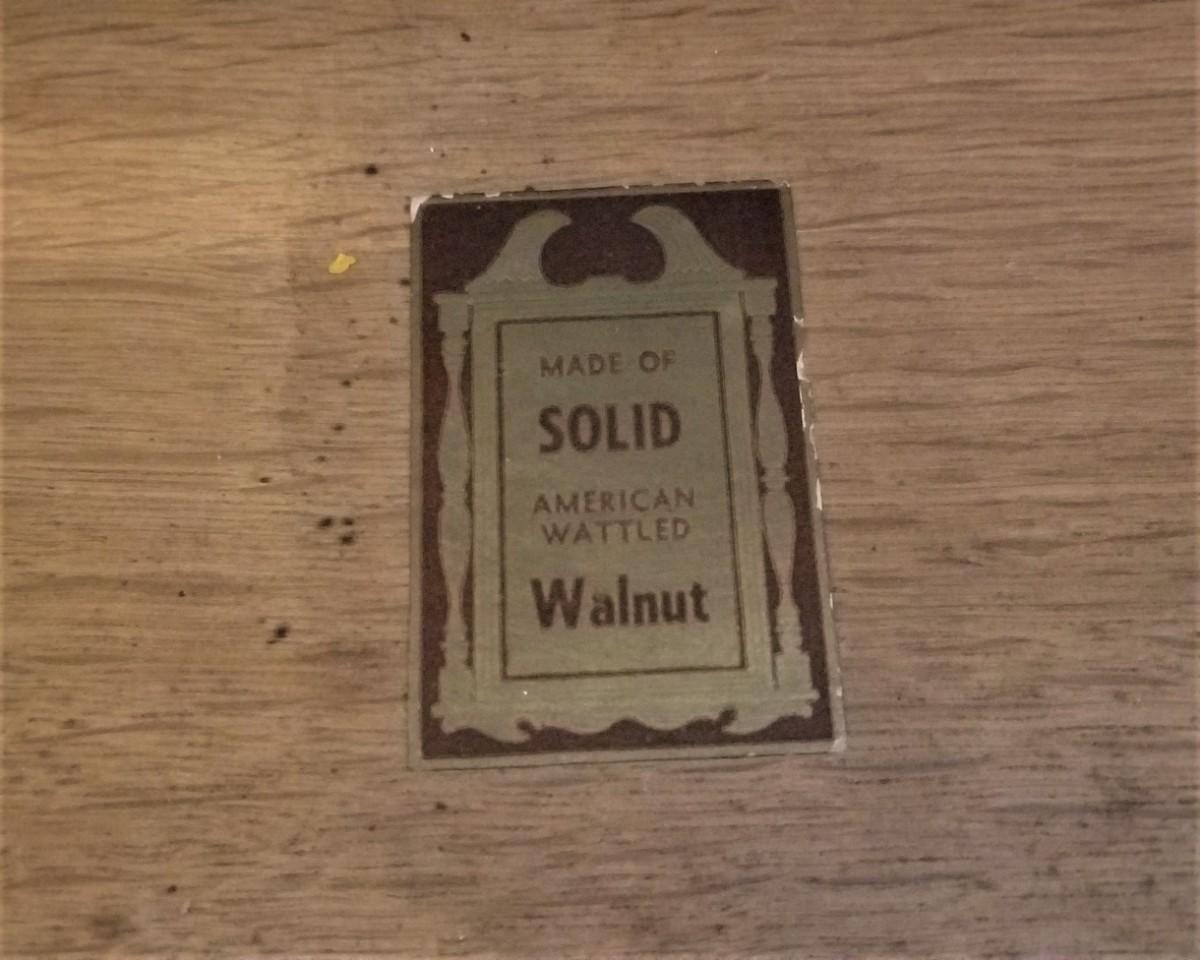 MADE OF
SOLID
AMERICAN
WATTLED
Walnut